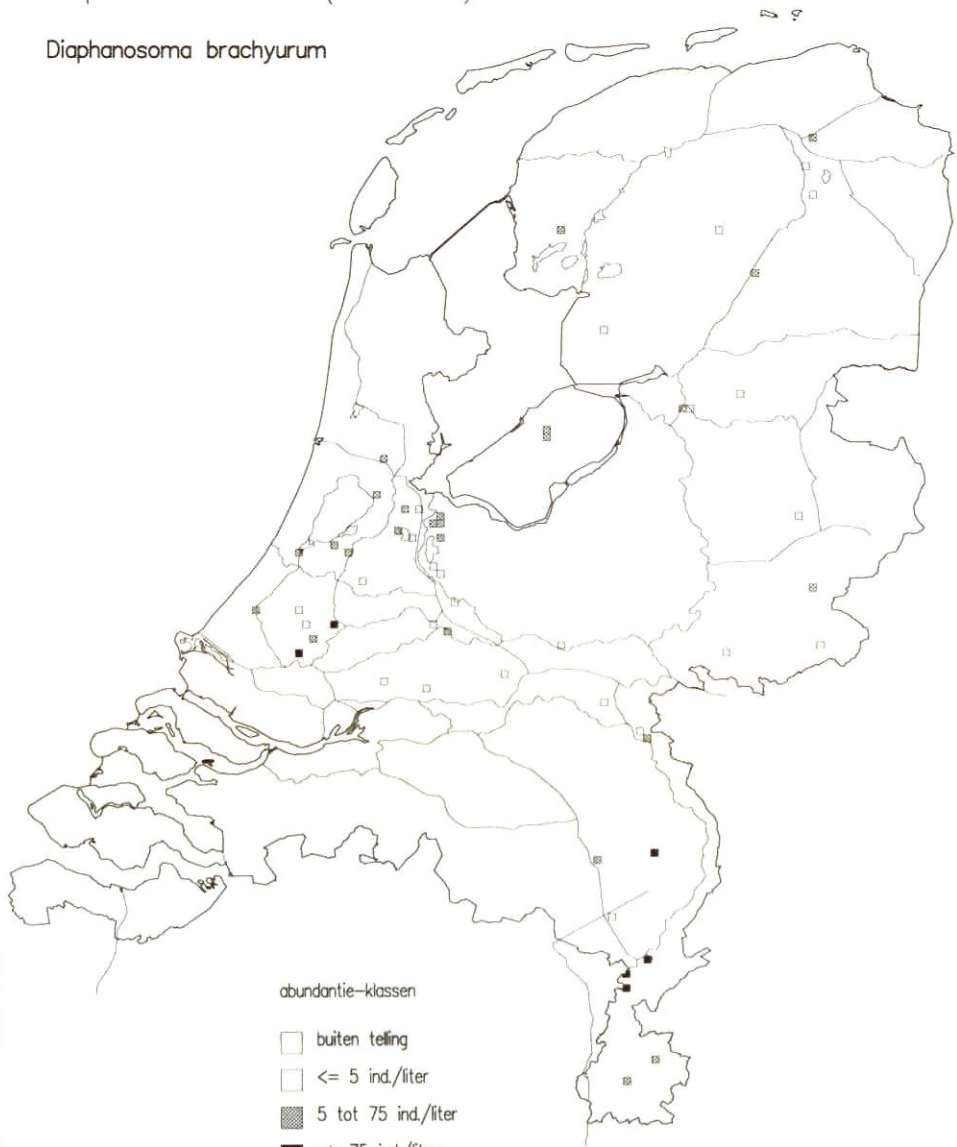 Diaphanosoma brachyurum
abundantie-klassen
buiten telling
<= 5 ind./liter
5 tot 75 ind./liter